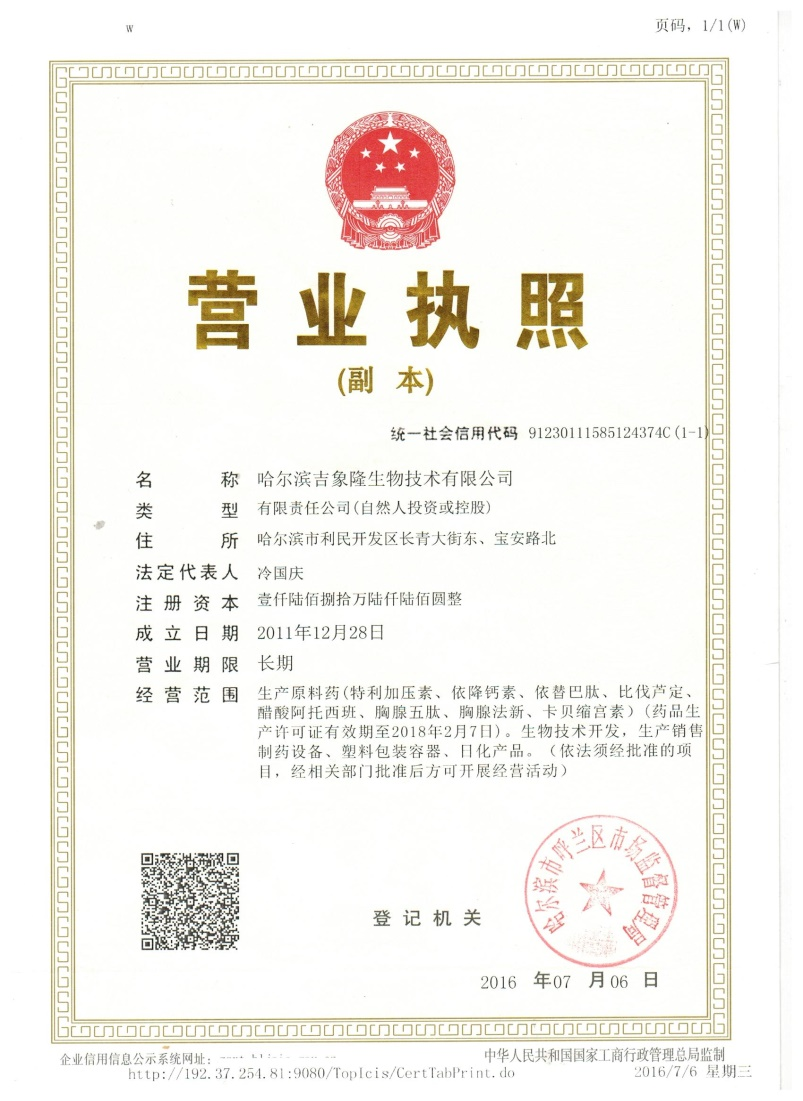 w
页码，1/1(W)
营业执照
(副 本)
统一社会信用代码 91230111585124374C(1-1)
名 称 哈尔滨吉象隆生物技术有限公司
类 型 有限责任公司(自然人投资或控股)
住 所 哈尔滨市利民开发区长青大街东、宝安路北
法定代表人 冷国庆
注册资本 壹仟陆佰捌拾万陆仟陆佰圆整
成立日期 2011年12月28日
营业期限 长期
经营范围 生产原料药(特利加压素、依降钙素、依替巴肽、比伐芦定、
醋酸阿托西班、胸腺五肽、胸腺法新、卡贝缩宫素)(药品生
产许可证有效期至2018年2月7日)。生物技术开发，生产销售
制药设备、塑料包装容器、日化产品。（依法须经批准的项
目，经相关部门批准后方可开展经营活动）
哈尔滨市呼兰区市场监督管理局
登记机关
2016 年07 月06 日
企业信用信息公示系统网址：
中华人民共和国国家工商行政管理总局监制
http://192.37.254.81:9080/TopIcis/CertTabPrint.do
2016/7/6 星期三